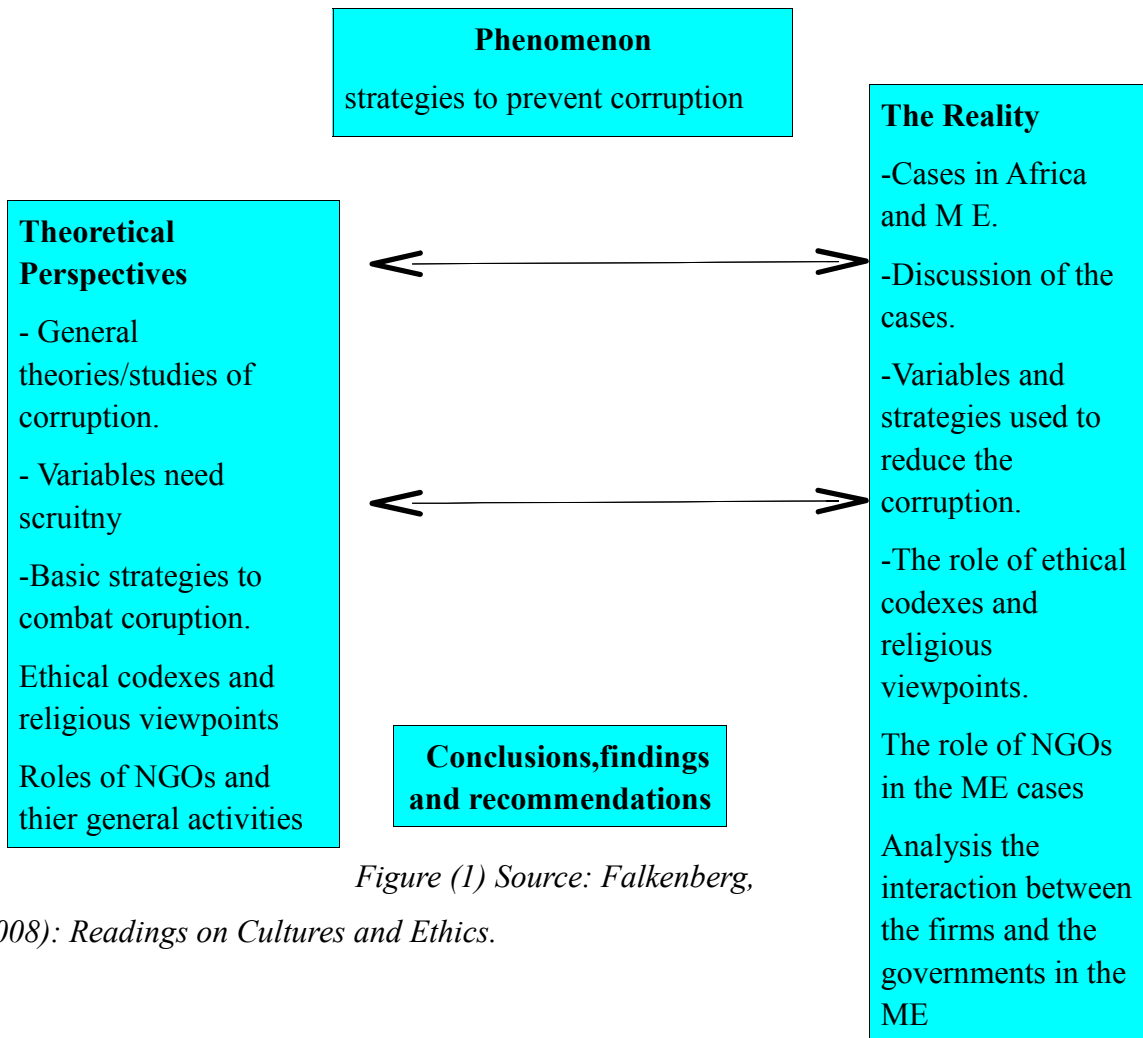 Phenomenon
strategies to prevent corruption
Theoretical
Perspectives
- General
theories/studies of
corruption.
- Variables need
scruitny
-Basic strategies to
combat coruption.
Ethical codexes and
religious viewpoints
Roles of NGOs and
thier general activities
The Reality
-Cases in Africa
and M E.
-Discussion of the
cases.
-Variables and
strategies used to
reduce the
corruption.
-The role of ethical
codexes and
religious
viewpoints.
The role of NGOs
in the ME cases
Analysis the
interaction between
the firms and the
governments in the
ME
Conclusions,findings
and recommendations
Figure (1) Source: Falkenberg,
008): Readings on Cultures and Ethics.